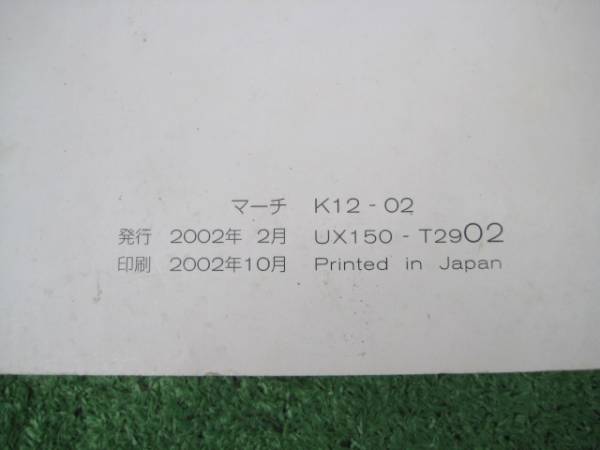 マーチ K12 - 02
発行 2002年 2月 UX150 - T2902
印刷 2002年10月 Printed in Japan